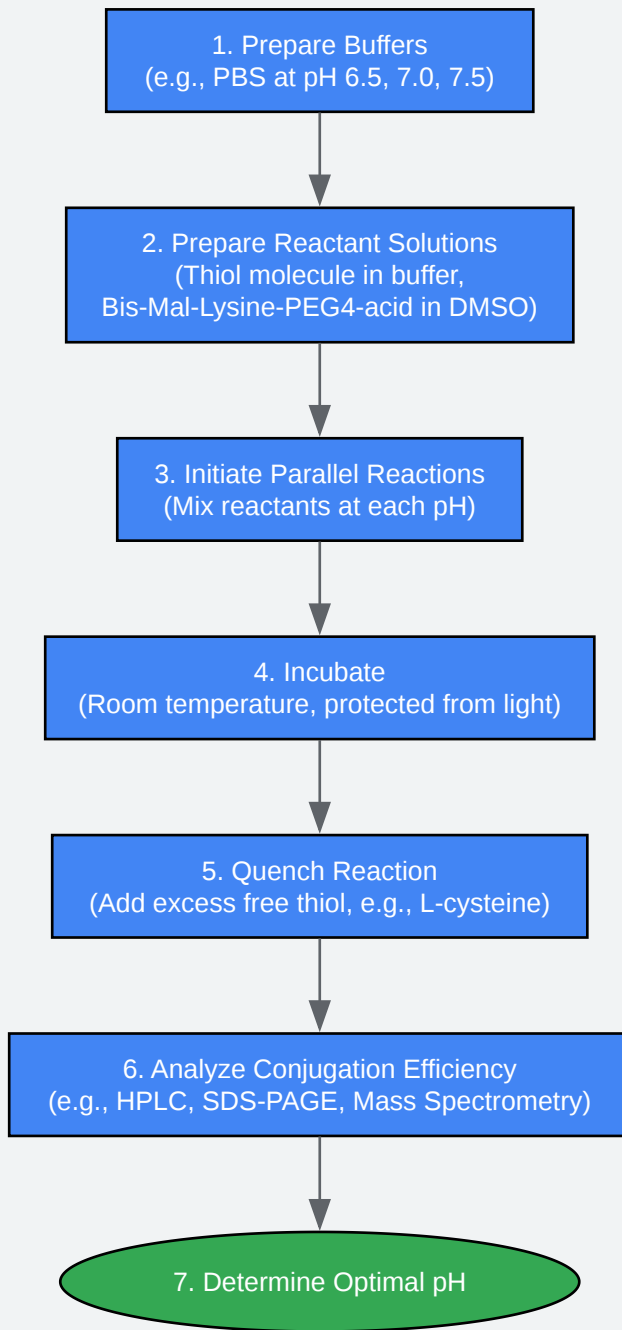 1. Prepare Buffers
(e.g., PBS at pH 6.5, 7.0, 7.5)
2. Prepare Reactant Solutions
(Thiol molecule in buffer,
Bis-Mal-Lysine-PEG4-acid in DMSO)
3. Initiate Parallel Reactions
(Mix reactants at each pH)
4. Incubate
(Room temperature, protected from light)
5. Quench Reaction
(Add excess free thiol, e.g., L-cysteine)
6. Analyze Conjugation Efficiency
(e.g., HPLC, SDS-PAGE, Mass Spectrometry)
7. Determine Optimal pH